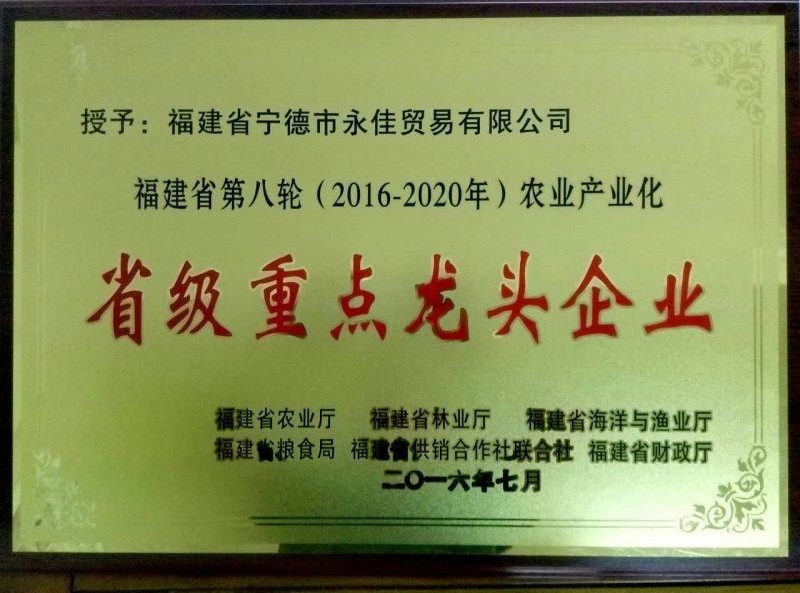 授予：福建省宁德市永佳贸易有限公司
福建省第八轮（2016-2020年）农业产业化
省级重点龙头企业
福建省农业厅 福建省林业厅 福建省海洋与渔业厅
福建省粮食局 福建省供销合作社联合社 福建省财政厅
二〇一六年七月